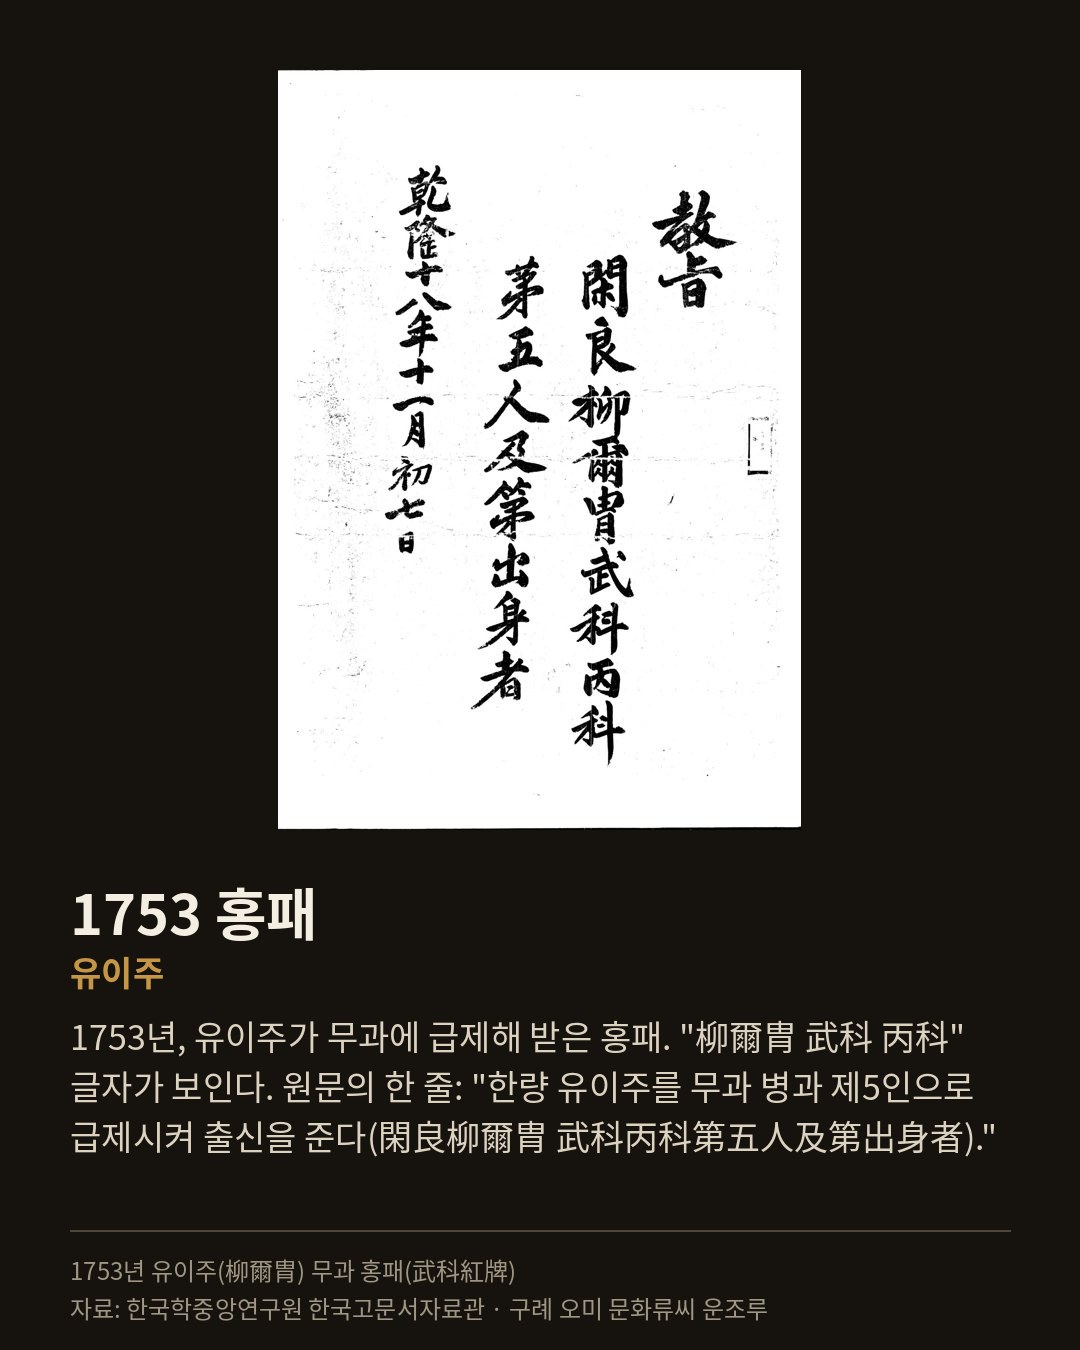 教旨
閑良柳爾胄武科丙科
第五人及第出身者
乾隆十八年十一月初七日
1753 홍패
유이주
1753년, 유이주가 무과에 급제해 받은 홍패. "柳爾胄 武科 丙科"
글자가 보인다. 원문의 한 줄: "한량 유이주를 무과 병과 제5인으로
급제시켜 출신을 준다(閑良柳爾胄 武科丙科第五人及第出身者)."
1753년 유이주(柳爾胄) 무과 홍패(武科紅牌)
자료: 한국학중앙연구원 한국고문서자료관 · 구례 오미 문화류씨 운조루